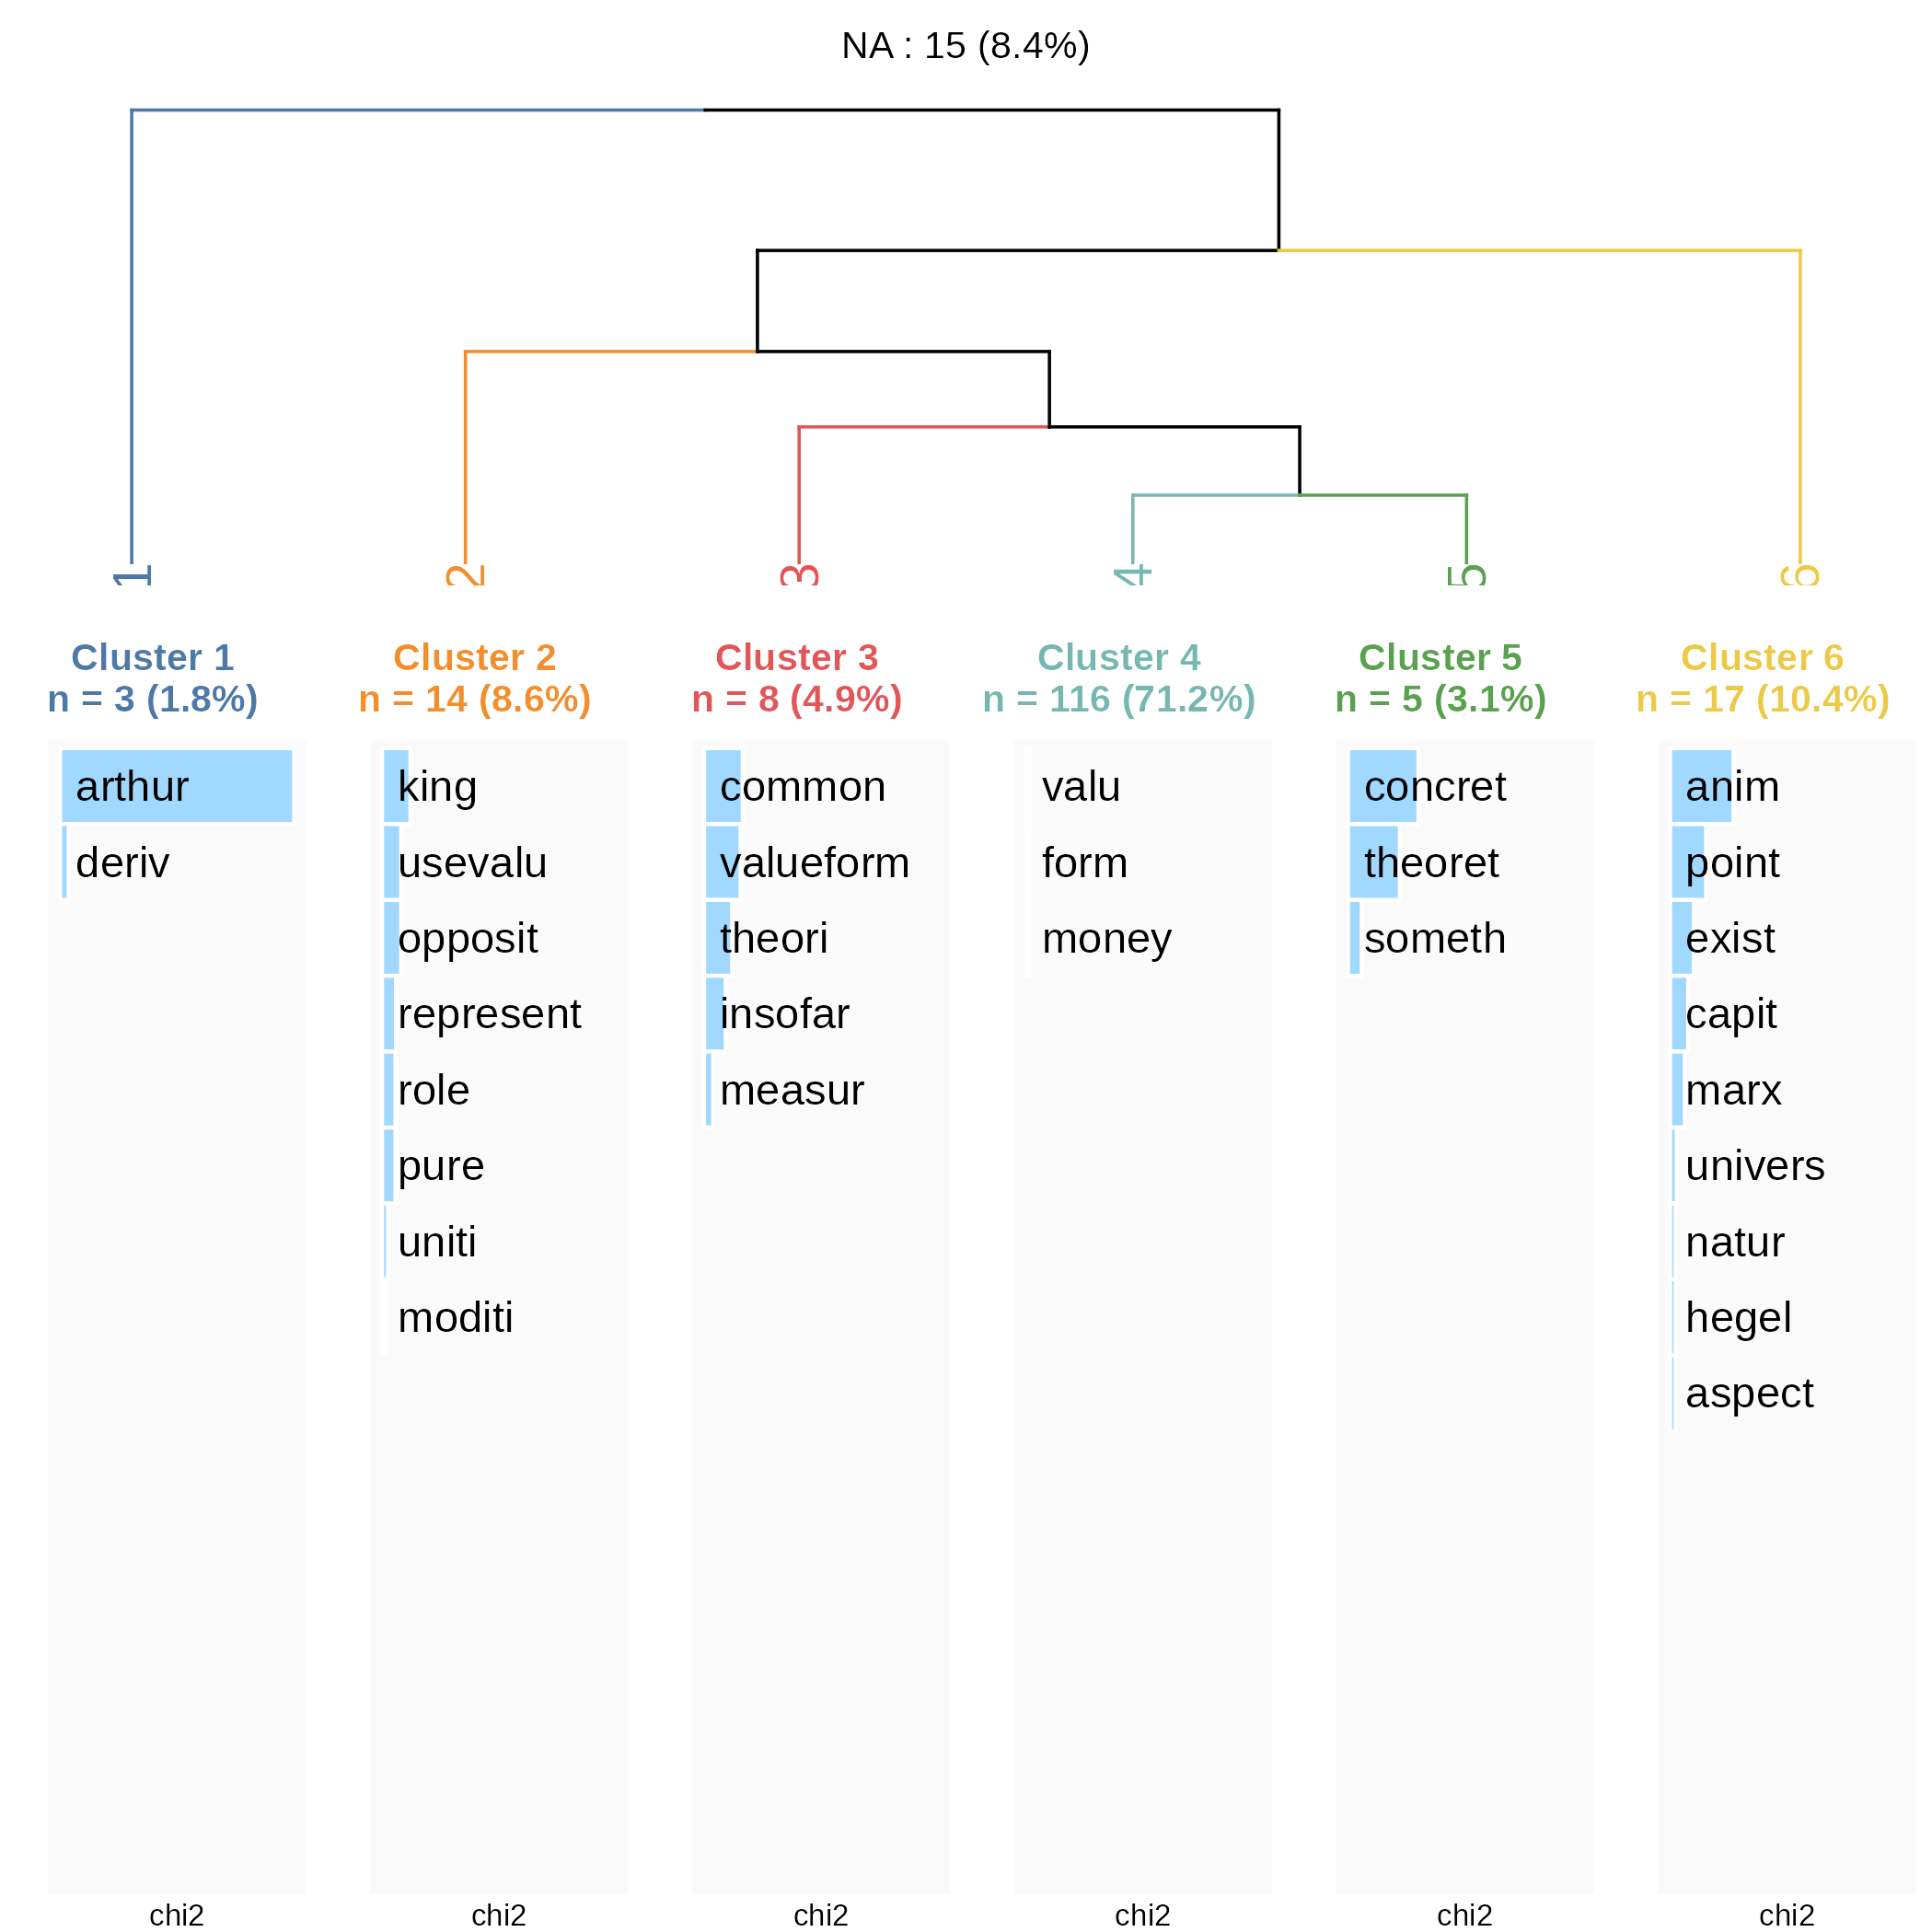 NA : 15 (8.4%)
1
2
3
4
5
6
Cluster 1
n = 3 (1.8%)
Cluster 2
n = 14 (8.6%)
Cluster 3
n = 8 (4.9%)
Cluster 4
n = 116 (71.2%)
Cluster 5
n = 5 (3.1%)
Cluster 6
n = 17 (10.4%)
arthur
deriv
chi2
king
usevalu
opposit
represent
role
pure
uniti
moditi
chi2
common
valueform
theori
insofar
measur
chi2
valu
form
money
chi2
concret
theoret
someth
chi2
anim
point
exist
capit
marx
univers
natur
hegel
aspect
chi2